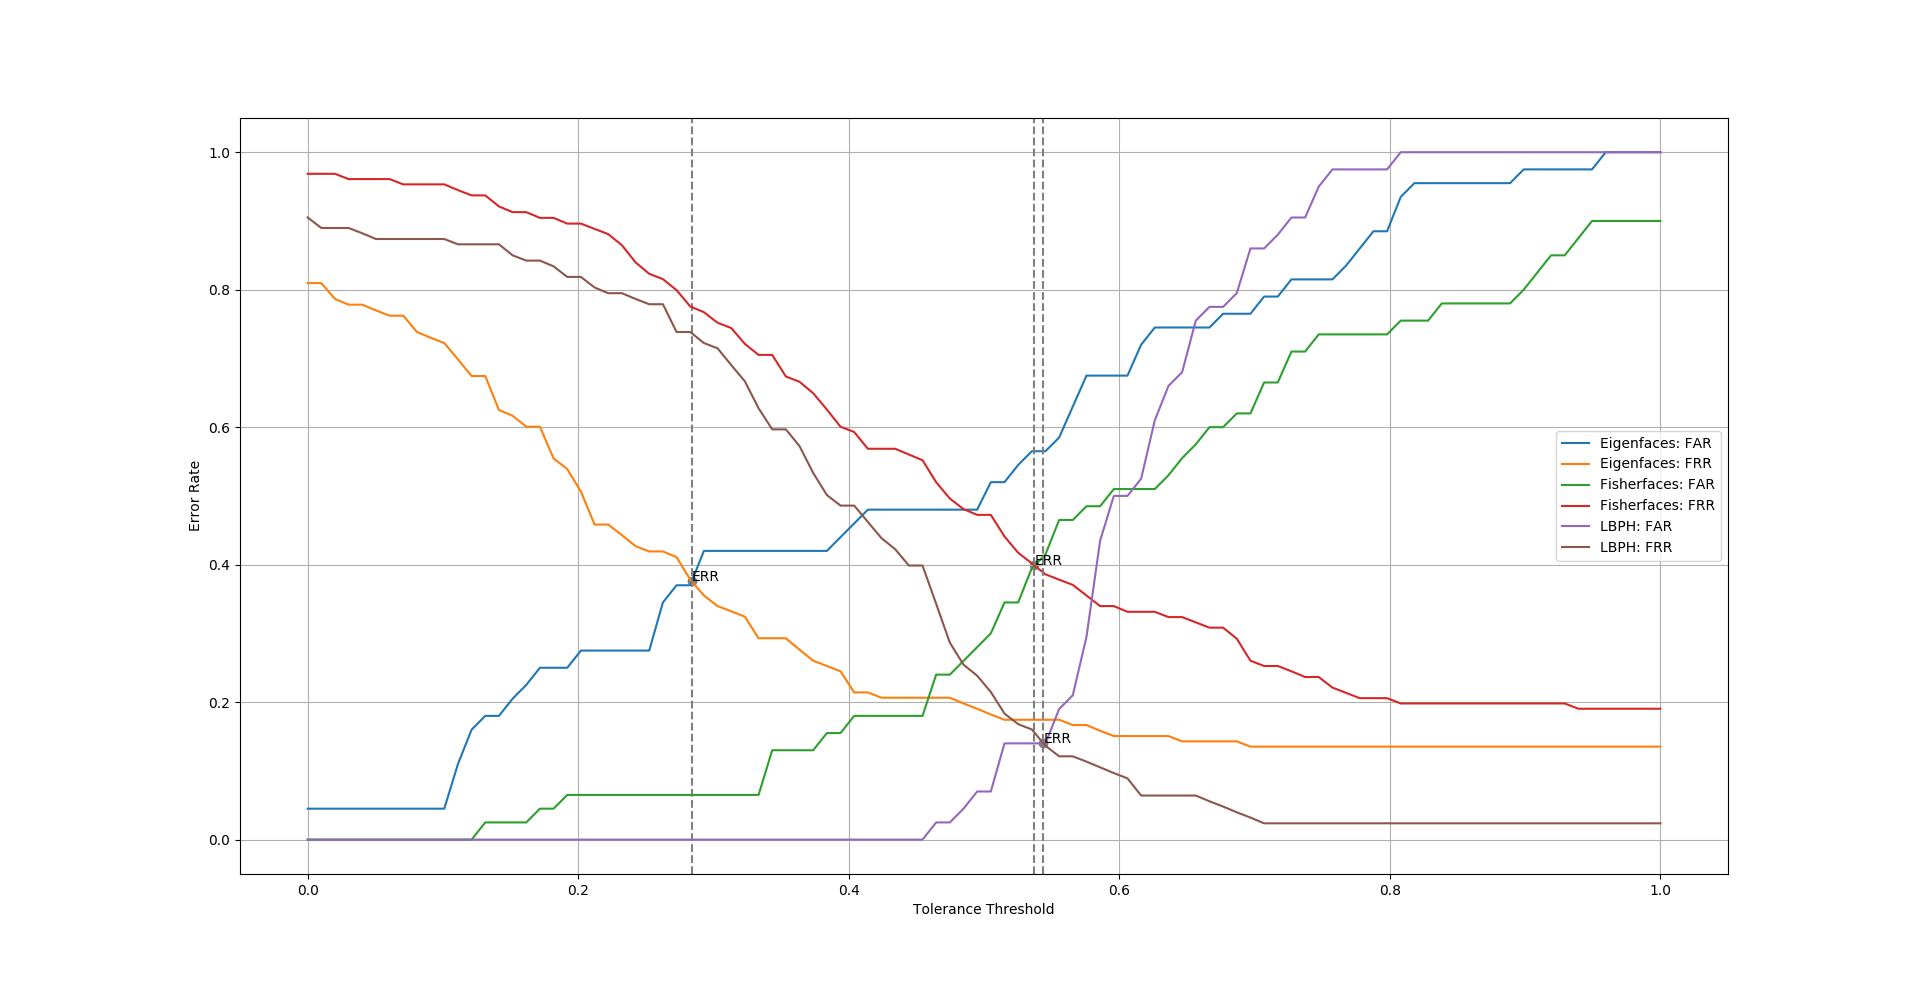 1.0
0.8
0.6
0.4
0.2
0.0
Error Rate
ERR
ERR
ERR
Eigenfaces: FAR
Eigenfaces: FRR
Fisherfaces: FAR
Fisherfaces: FRR
LBPH: FAR
LBPH: FRR
0.0 0.2 0.4 0.6 0.8 1.0
Tolerance Threshold